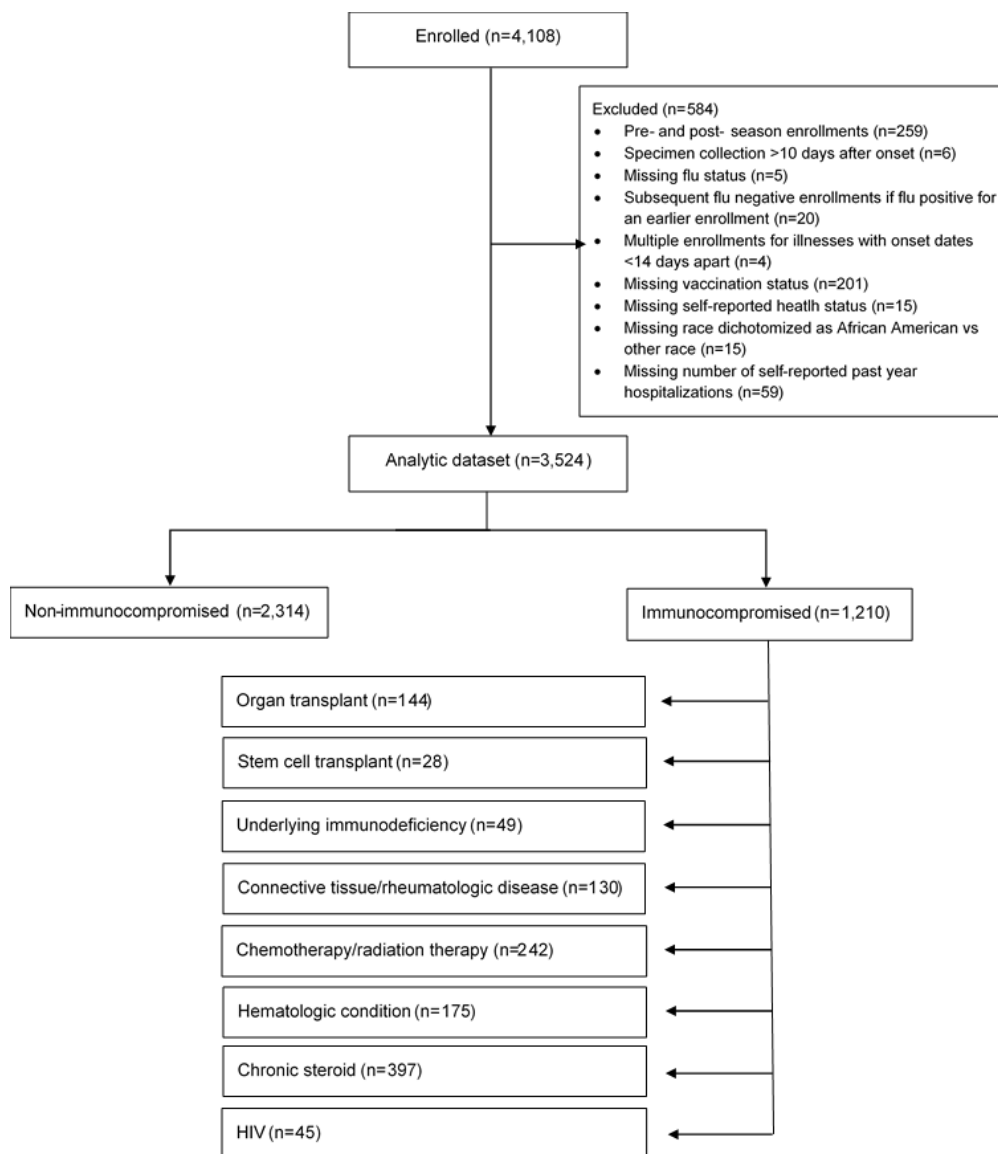 Enrolled (n=4,108)
Excluded (n=584)
• Pre- and post- season enrollments (n=259)
• Specimen collection >10 days after onset (n=6)
• Missing flu status (n=5)
• Subsequent flu negative enrollments if flu positive for
an earlier enrollment (n=20)
• Multiple enrollments for illnesses with onset dates
<14 days apart (n=4)
• Missing vaccination status (n=201)
• Missing self-reported heatlh status (n=15)
• Missing race dichotomized as African American vs
other race (n=15)
• Missing number of self-reported past year
hospitalizations (n=59)
Analytic dataset (n=3,524)
Non-immunocompromised (n=2,314)
Immunocompromised (n=1,210)
Organ transplant (n=144)
Stem cell transplant (n=28)
Underlying immunodeficiency (n=49)
Connective tissue/rheumatologic disease (n=130)
Chemotherapy/radiation therapy (n=242)
Hematologic condition (n=175)
Chronic steroid (n=397)
HIV (n=45)